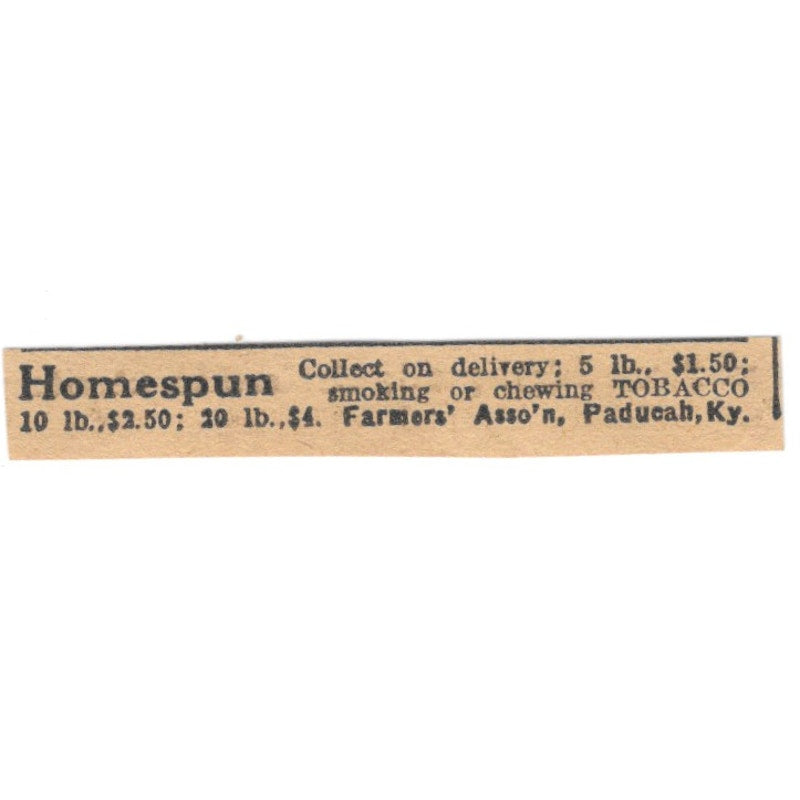 Homespun Collect on delivery; 5 lb., $1.50;
smoking or chewing TOBACCO
10 lb.,$2.50; 20 lb.,$4. Farmers' Asso'n, Paducah,Ky.